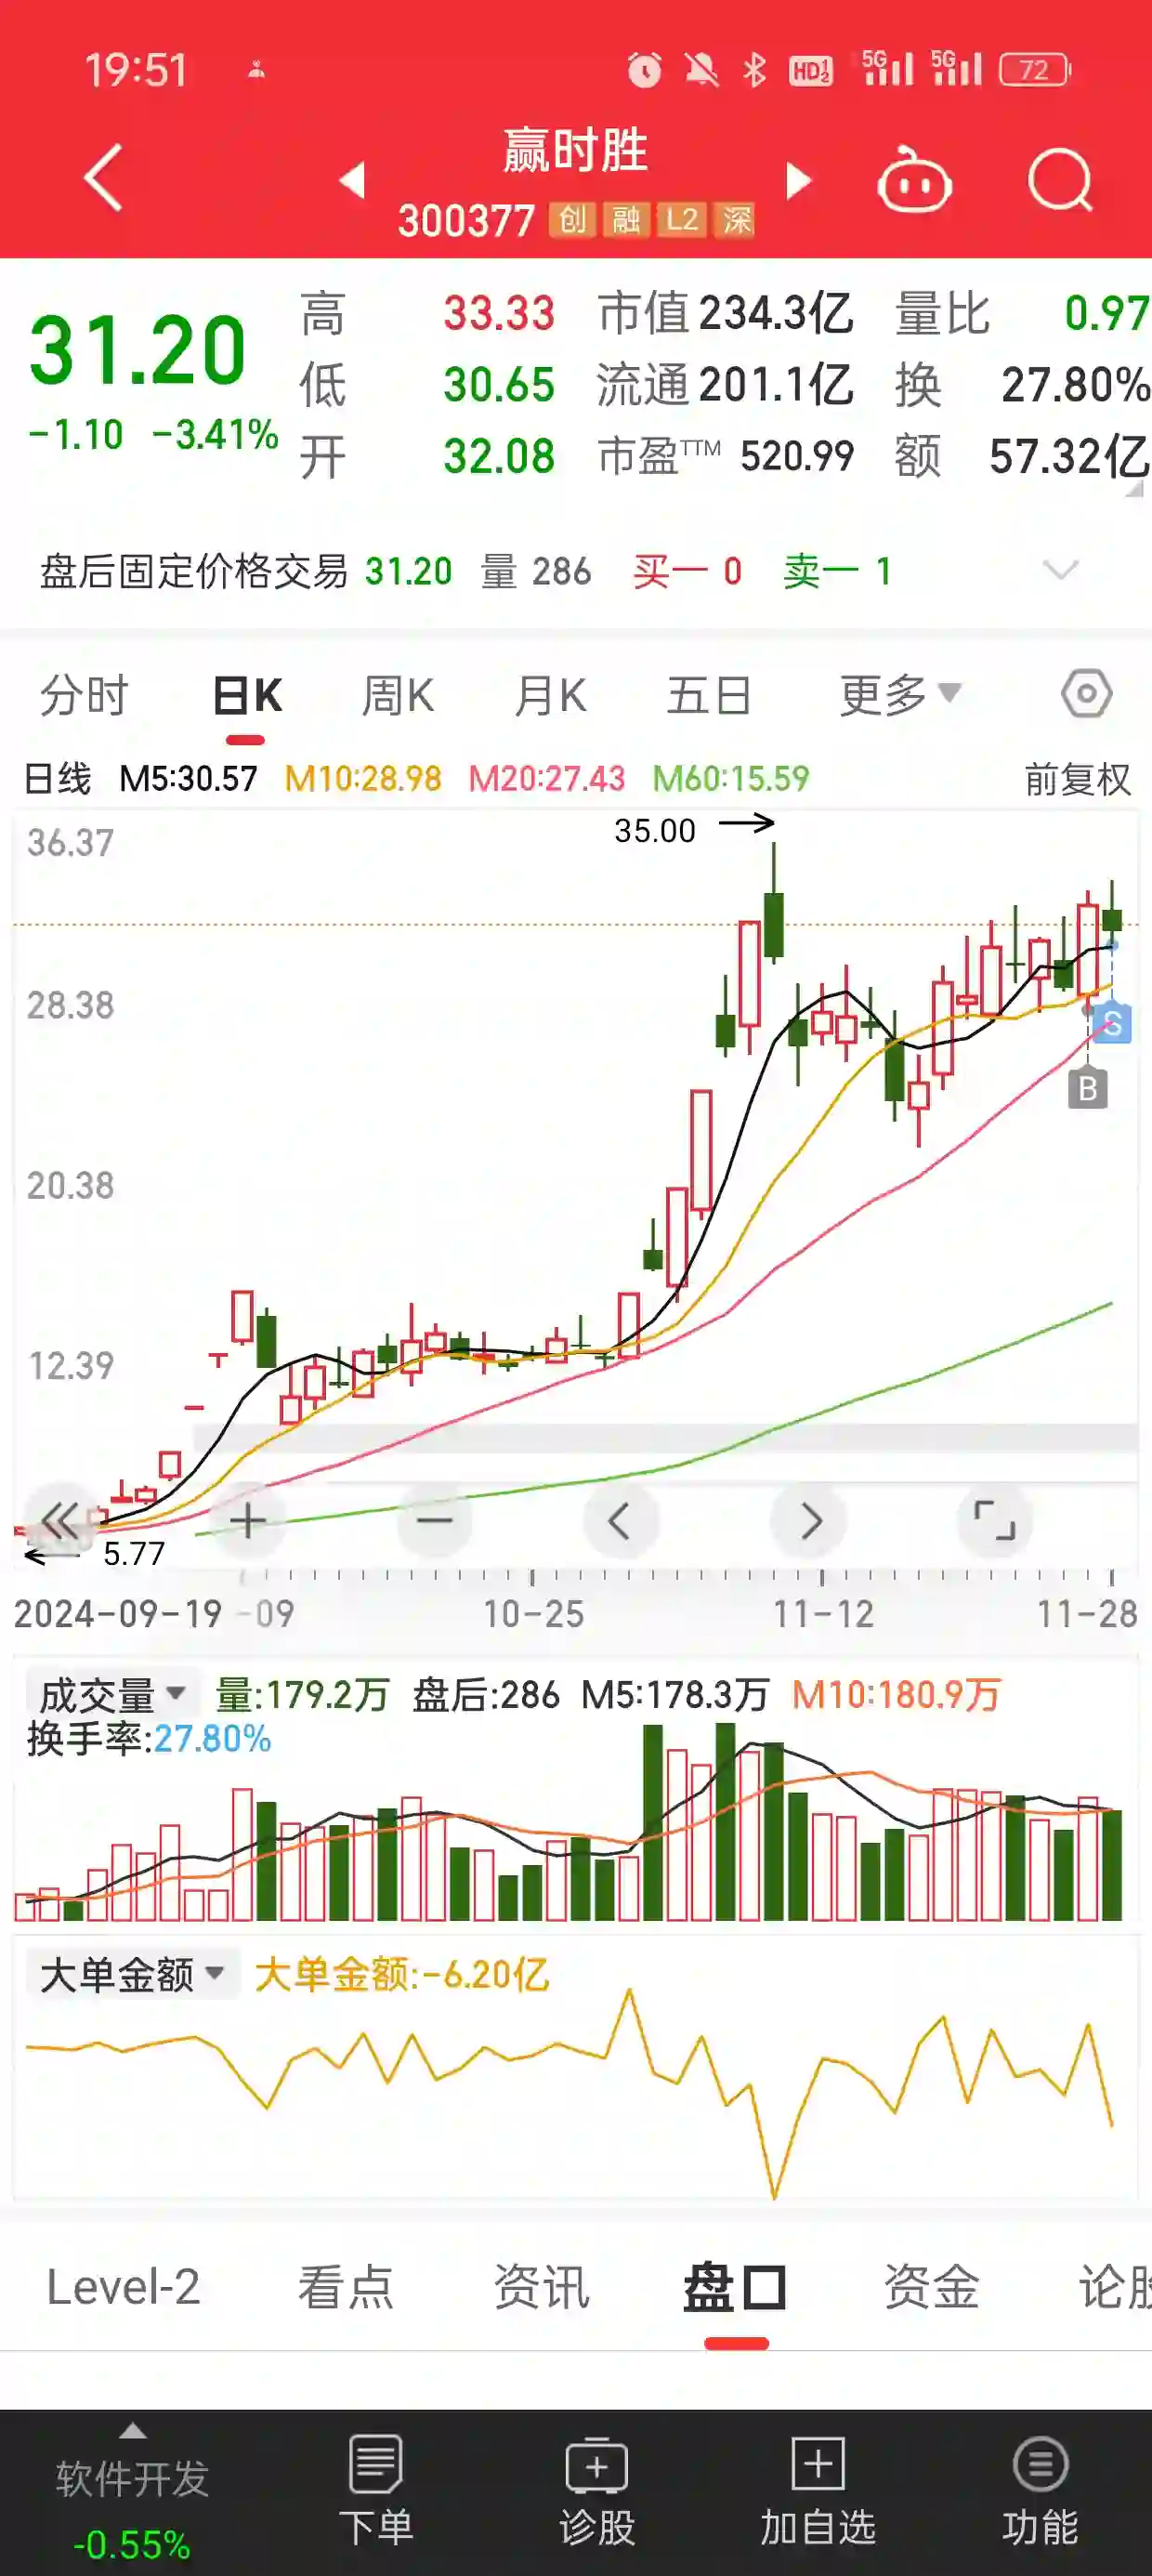 19:51 HD 1 2 5G 5G 72
赢时胜
300377 创 融 L2 深
31.20
-1.10 -3.41%
高 33.33 市值 234.3亿 量比 0.97
低 30.65 流通 201.1亿 换 27.80%
开 32.08 市盈TTM 520.99 额 57.32亿
盘后固定价格交易 31.20 量 286 买一 0 卖一 1
分时 日K 周K 月K 五日 更多
日线 M5:30.57 M10:28.98 M20:27.43 M60:15.59 前复权
36.37
35.00
28.38
S
B
20.38
12.39
5.77
2024-09-19 -09 10-25 11-12 11-28
成交量 量:179.2万 盘后:286 M5:178.3万 M10:180.9万
换手率:27.80%
大单金额 大单金额:-6.20亿
Level-2 看点 资讯 盘口 资金 论股
软件开发
-0.55%
下单 诊股 加自选 功能